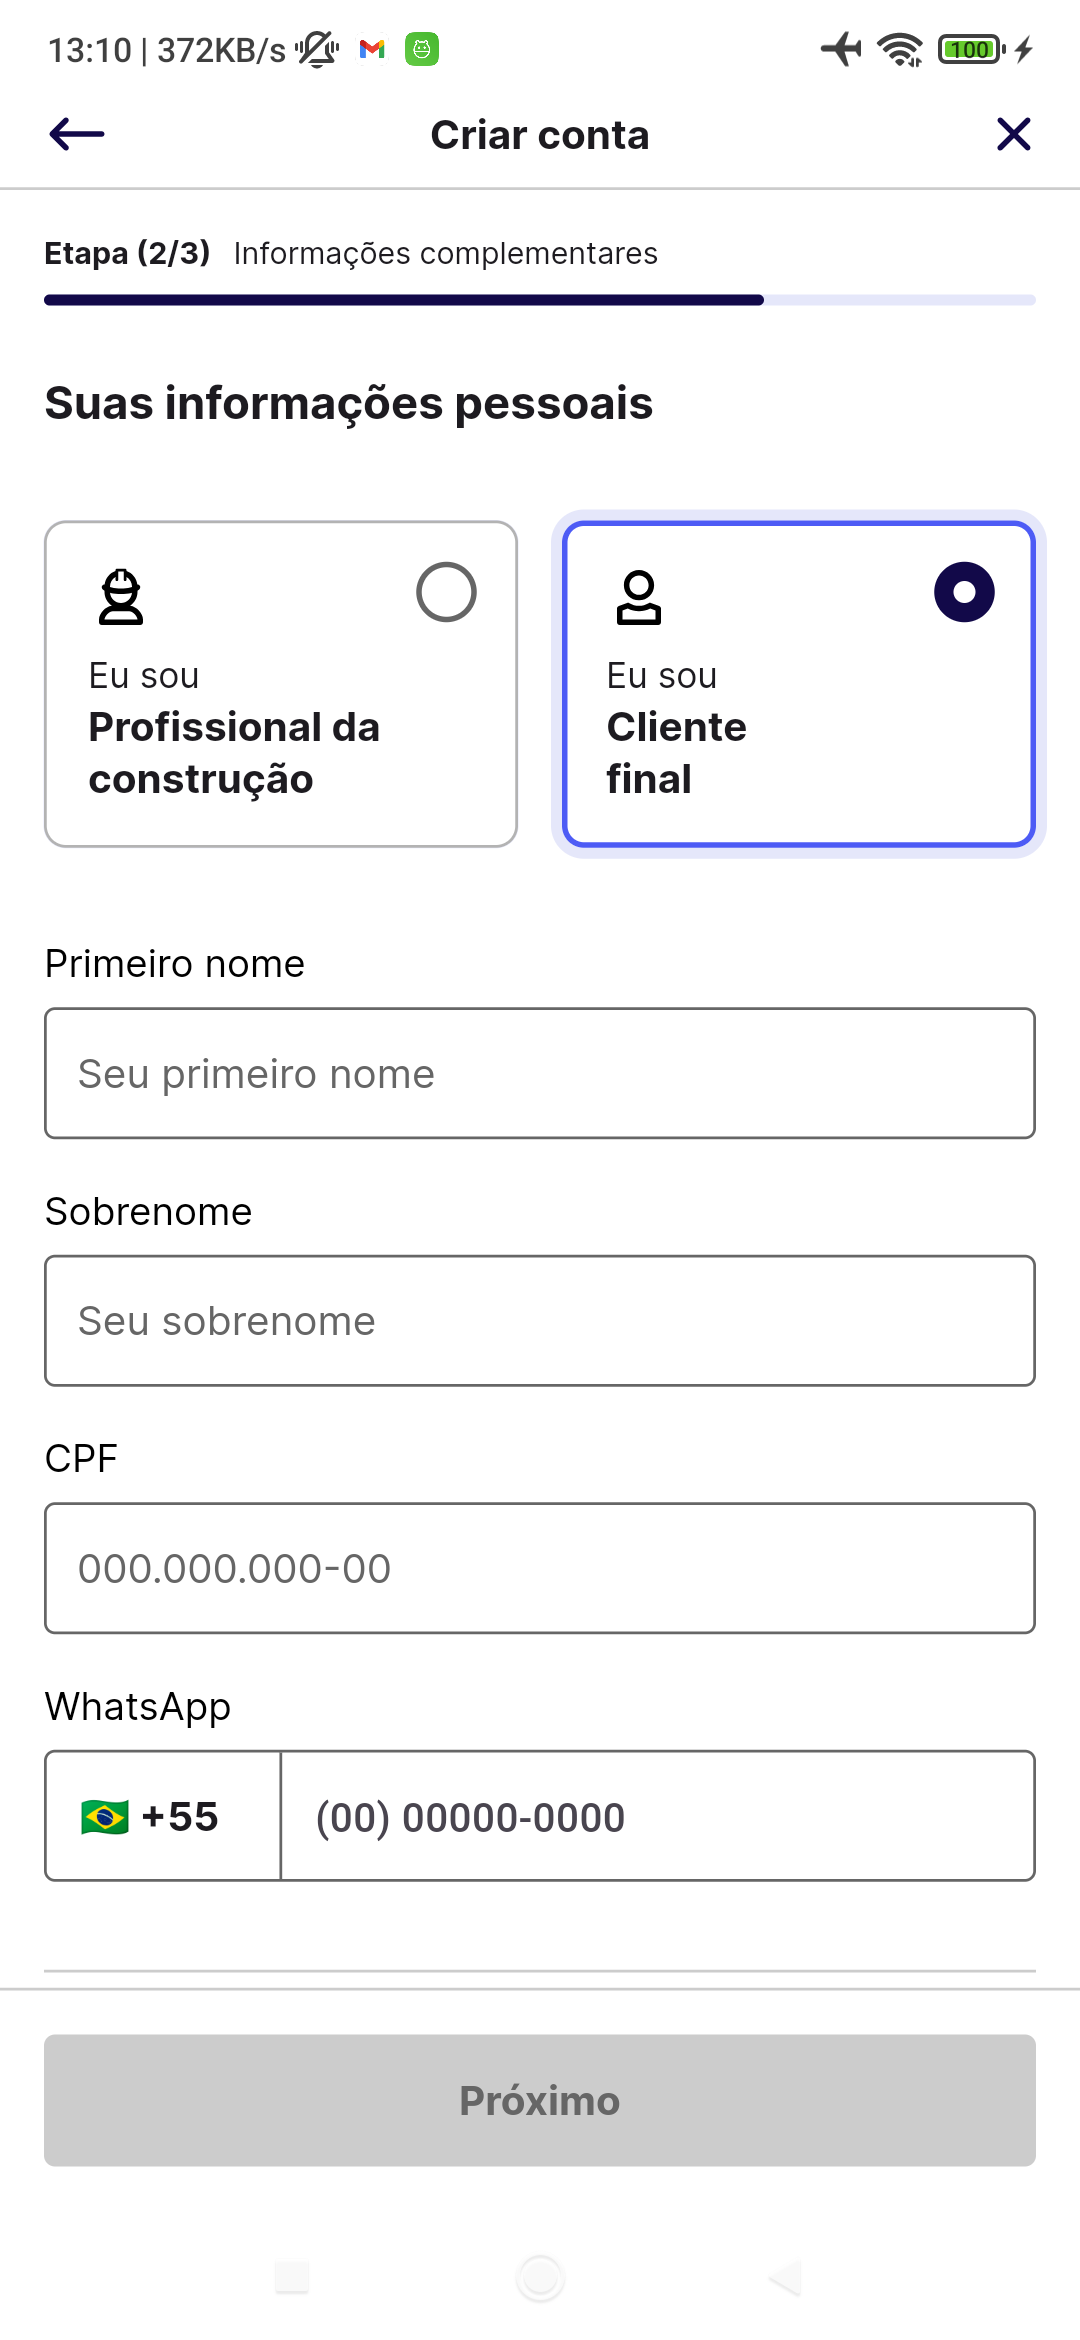 13:10 | 372KB/s
100
Criar conta
Etapa (2/3) Informações complementares
Suas informações pessoais
Eu sou
Profissional da
construção
Eu sou
Cliente
final
Primeiro nome
Seu primeiro nome
Sobrenome
Seu sobrenome
CPF
000.000.000-00
WhatsApp
🇧🇷 +55 (00) 00000-0000
Próximo